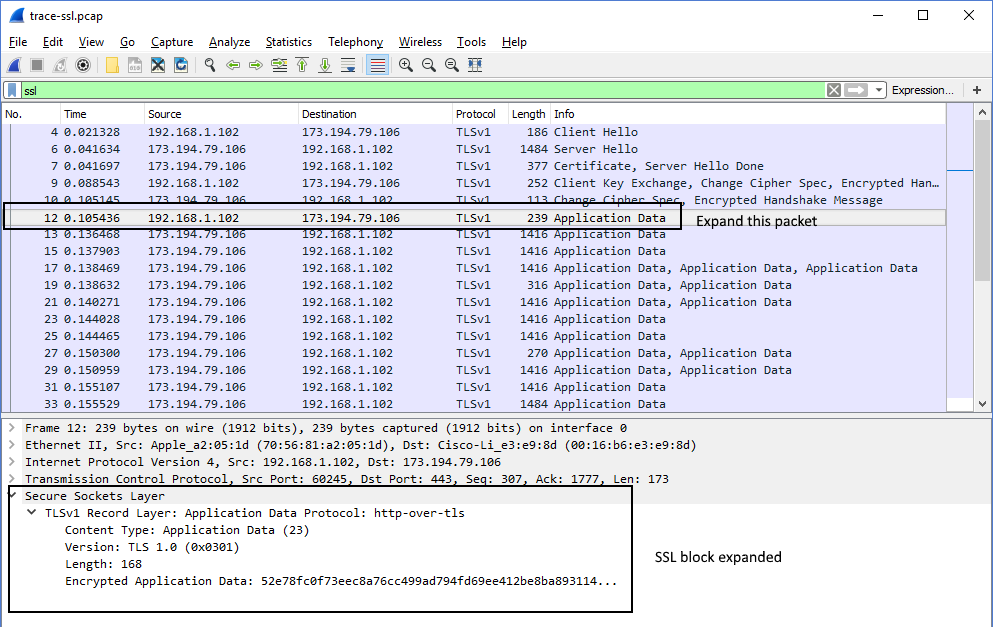 trace-ssl.pcap
File Edit View Go Capture Analyze Statistics Telephony Wireless Tools Help
ssl Expression... +
No. Time Source Destination Protocol Length Info
4 0.021328 192.168.1.102 173.194.79.106 TLSv1 186 Client Hello
6 0.041634 173.194.79.106 192.168.1.102 TLSv1 1484 Server Hello
7 0.041697 173.194.79.106 192.168.1.102 TLSv1 377 Certificate, Server Hello Done
9 0.088543 192.168.1.102 173.194.79.106 TLSv1 252 Client Key Exchange, Change Cipher Spec, Encrypted Han…
10 0.105145 173.194.79.106 192.168.1.102 TLSv1 113 Change Cipher Spec, Encrypted Handshake Message
12 0.105436 192.168.1.102 173.194.79.106 TLSv1 239 Application Data Expand this packet
13 0.136468 173.194.79.106 192.168.1.102 TLSv1 1416 Application Data
15 0.137903 173.194.79.106 192.168.1.102 TLSv1 1416 Application Data
17 0.138469 173.194.79.106 192.168.1.102 TLSv1 1416 Application Data, Application Data, Application Data
19 0.138632 173.194.79.106 192.168.1.102 TLSv1 316 Application Data, Application Data
21 0.140271 173.194.79.106 192.168.1.102 TLSv1 1416 Application Data, Application Data
23 0.144028 173.194.79.106 192.168.1.102 TLSv1 1416 Application Data
25 0.144465 173.194.79.106 192.168.1.102 TLSv1 1416 Application Data
27 0.150300 173.194.79.106 192.168.1.102 TLSv1 270 Application Data, Application Data
29 0.150959 173.194.79.106 192.168.1.102 TLSv1 1416 Application Data, Application Data
31 0.155107 173.194.79.106 192.168.1.102 TLSv1 1416 Application Data
33 0.155529 173.194.79.106 192.168.1.102 TLSv1 1484 Application Data
Frame 12: 239 bytes on wire (1912 bits), 239 bytes captured (1912 bits) on interface 0
Ethernet II, Src: Apple_a2:05:1d (70:56:81:a2:05:1d), Dst: Cisco-Li_e3:e9:8d (00:16:b6:e3:e9:8d)
Internet Protocol Version 4, Src: 192.168.1.102, Dst: 173.194.79.106
Transmission Control Protocol, Src Port: 60245, Dst Port: 443, Seq: 307, Ack: 1777, Len: 173
Secure Sockets Layer
TLSv1 Record Layer: Application Data Protocol: http-over-tls
Content Type: Application Data (23)
Version: TLS 1.0 (0x0301)
Length: 168
SSL block expanded
Encrypted Application Data: 52e78fc0f73eec8a76cc499ad794fd69ee412be8ba893114...